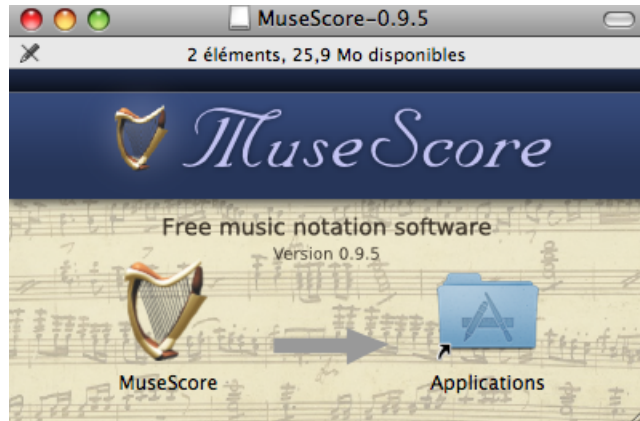 MuseScore-0.9.5
2 éléments, 25,9 Mo disponibles
MuseScore
Free music notation software
Version 0.9.5
MuseScore
Applications